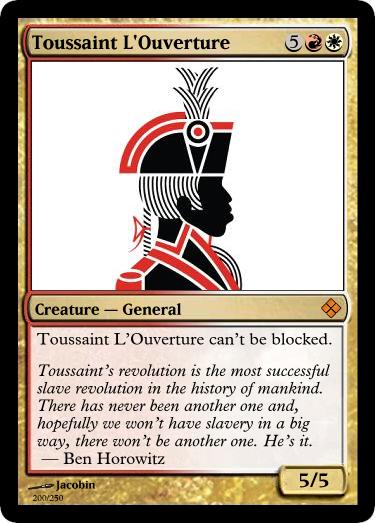 Toussaint L'Ouverture 5
Creature — General
Toussaint L'Ouverture can't be blocked.
Toussaint's revolution is the most successful
slave revolution in the history of mankind.
There has never been another one and,
hopefully we won't have slavery in a big
way, there won't be another one. He's it.
— Ben Horowitz
5/5
Jacobin
200/250